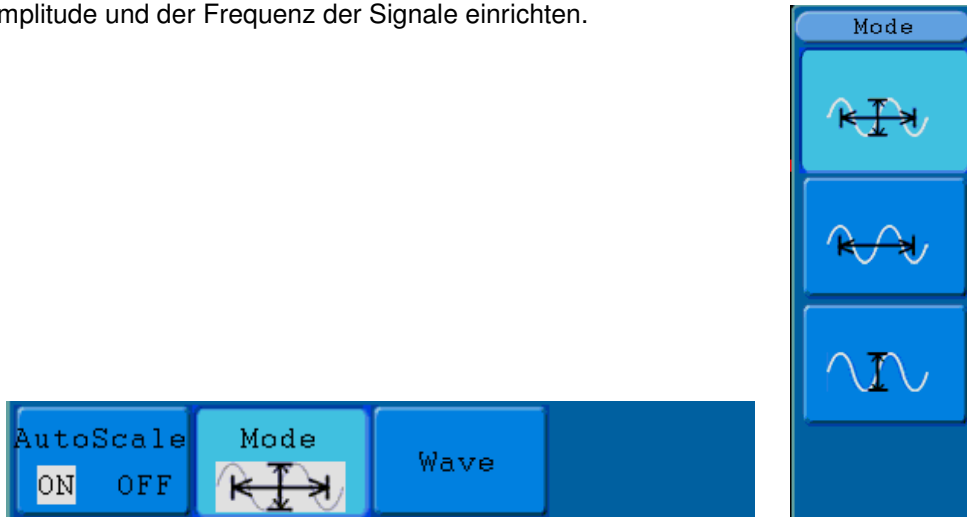 mplitude und der Frequenz der Signale einrichten.
Mode
AutoScale
ON OFF
Mode
Wave